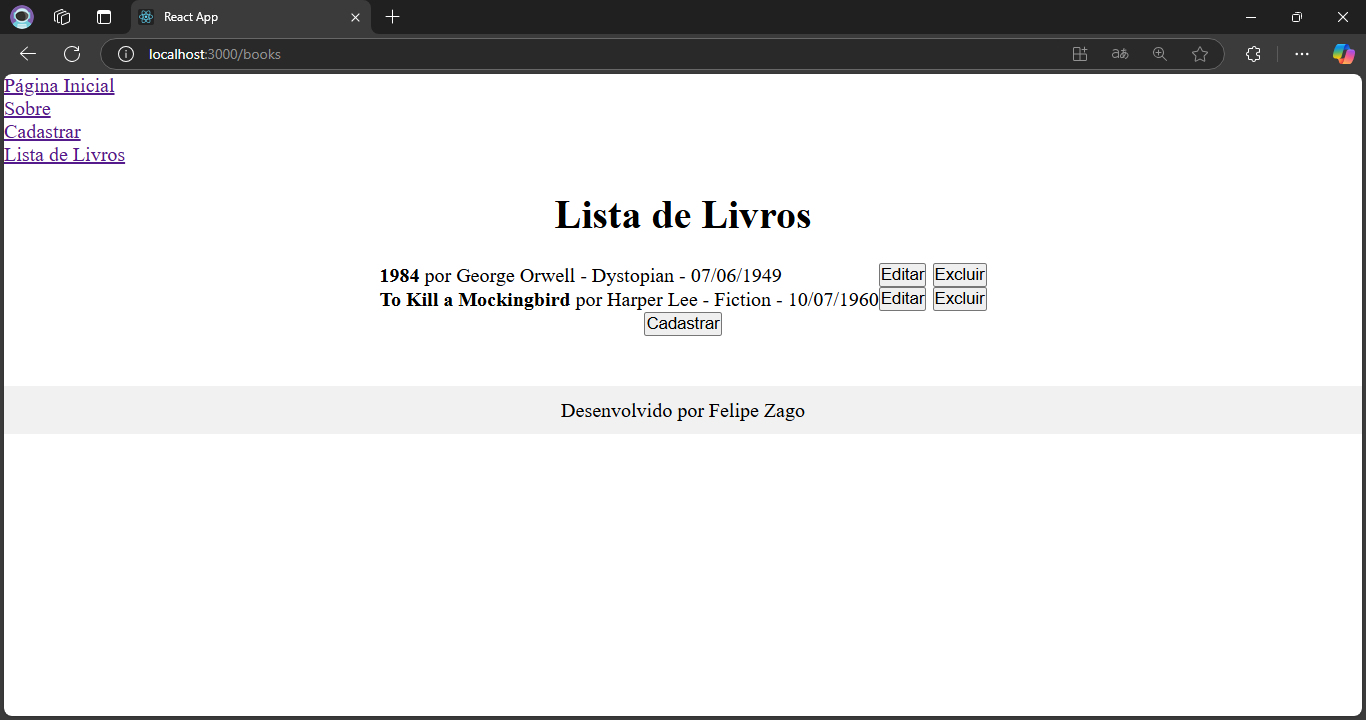 React App
localhost:3000/books
Página Inicial
Sobre
Cadastrar
Lista de Livros
Lista de Livros
1984 por George Orwell - Dystopian - 07/06/1949 Editar Excluir
To Kill a Mockingbird por Harper Lee - Fiction - 10/07/1960 Editar Excluir
Cadastrar
Desenvolvido por Felipe Zago